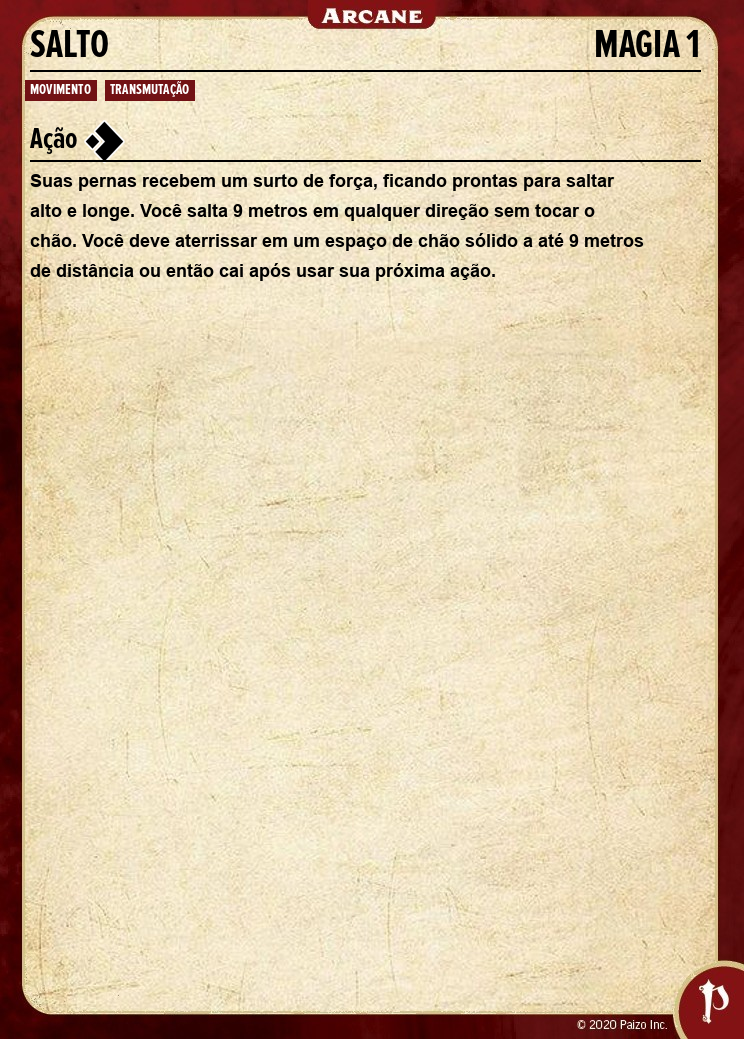 ARCANE
SALTO MAGIA 1
MOVIMENTO TRANSMUTAÇÃO
Ação
Suas pernas recebem um surto de força, ficando prontas para saltar
alto e longe. Você salta 9 metros em qualquer direção sem tocar o
chão. Você deve aterrissar em um espaço de chão sólido a até 9 metros
de distância ou então cai após usar sua próxima ação.
© 2020 Paizo Inc.
P